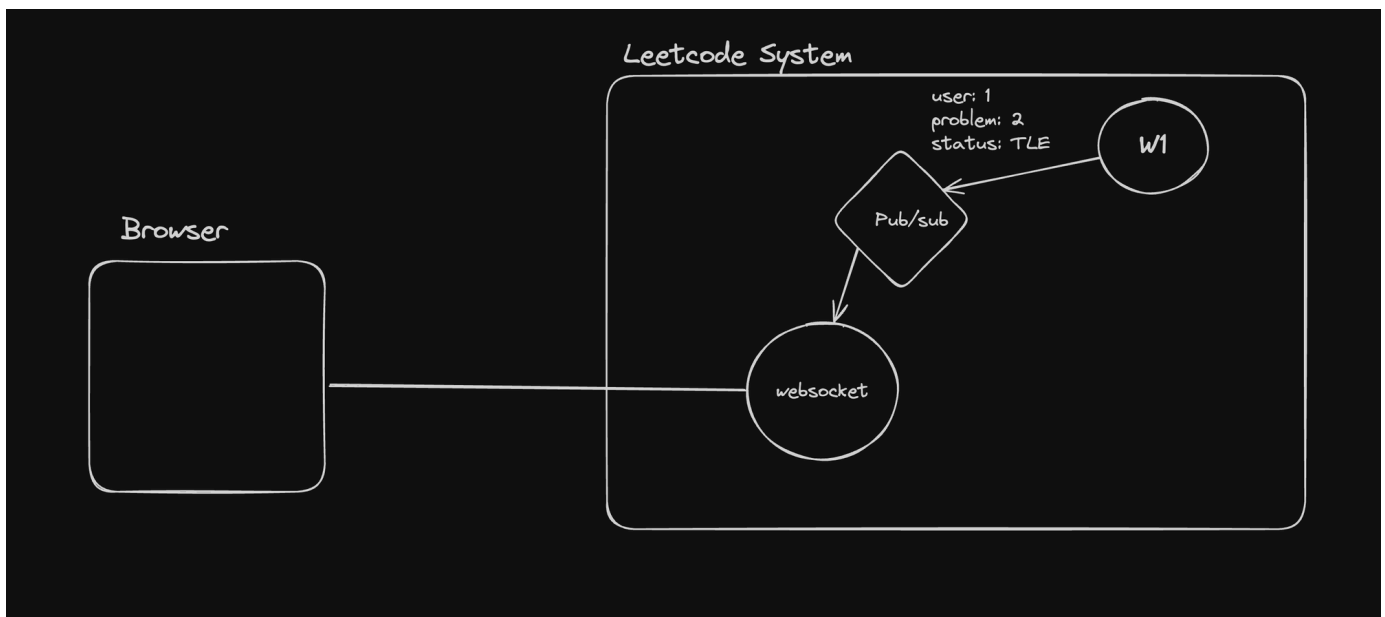 Leetcode System
user: 1
problem: 2
status: TLE
W1
Pub/sub
Browser
websocket